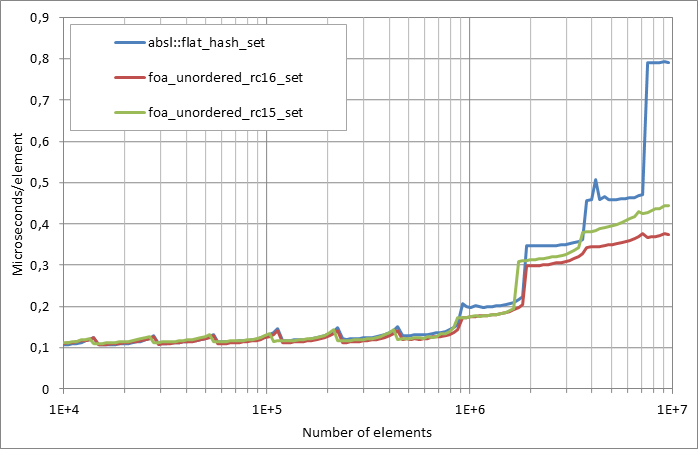 0,9
0,8
0,7
0,6
0,5
0,4
0,3
0,2
0,1
0
Microseconds/element
absl::flat_hash_set
foa_unordered_rc16_set
foa_unordered_rc15_set
1E+4 1E+5 1E+6 1E+7
Number of elements